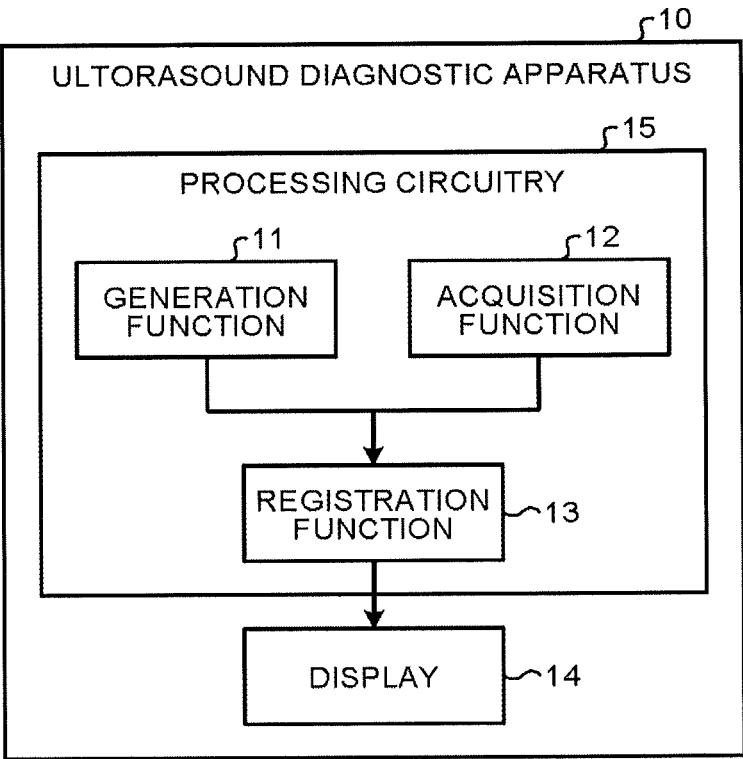 10
ULTORASOUND DIAGNOSTIC APPARATUS
15
PROCESSING CIRCUITRY
11
12
GENERATION
FUNCTION
ACQUISITION
FUNCTION
REGISTRATION
FUNCTION
13
DISPLAY
14